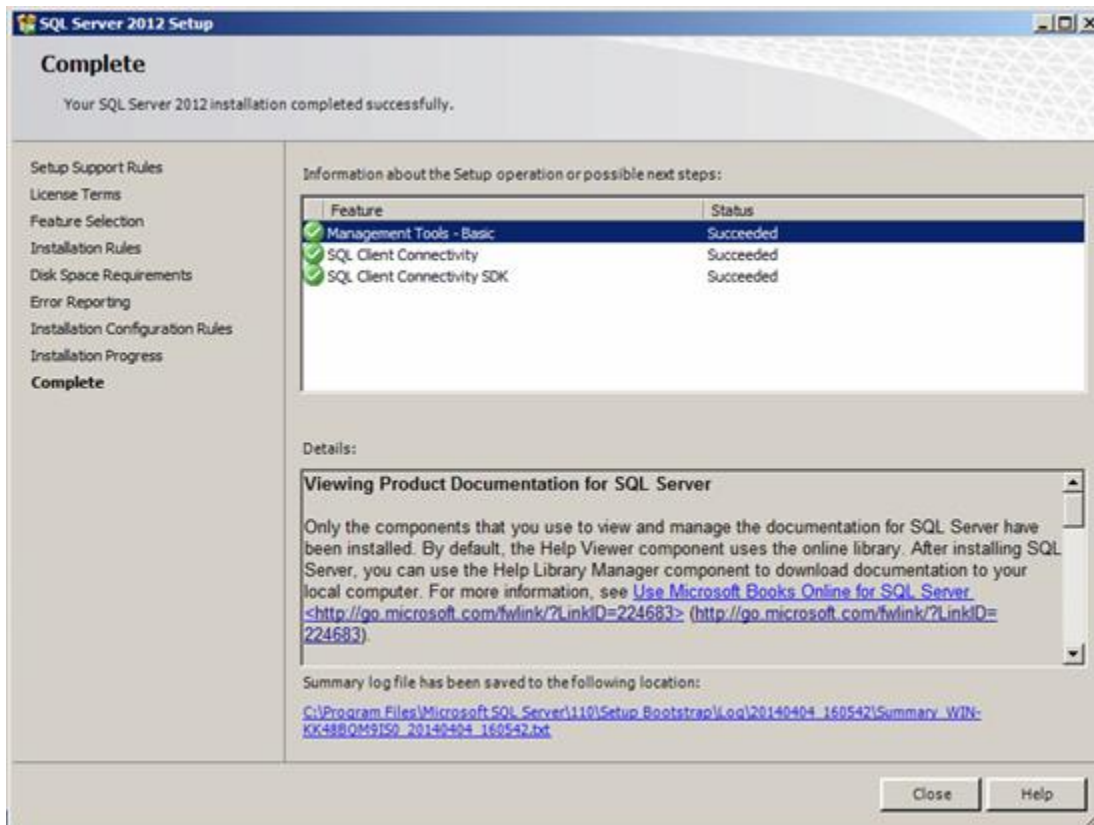 SQL Server 2012 Setup
Complete
Your SQL Server 2012 installation completed successfully.
Setup Support Rules
License Terms
Feature Selection
Installation Rules
Disk Space Requirements
Error Reporting
Installation Configuration Rules
Installation Progress
Complete
Information about the Setup operation or possible next steps:
Feature Status
Management Tools - Basic Succeeded
SQL Client Connectivity Succeeded
SQL Client Connectivity SDK Succeeded
Details:
Viewing Product Documentation for SQL Server
Only the components that you use to view and manage the documentation for SQL Server have
been installed. By default, the Help Viewer component uses the online library. After installing SQL
Server, you can use the Help Library Manager component to download documentation to your
local computer. For more information, see Use Microsoft Books Online for SQL Server
<http://go.microsoft.com/fwlink/?LinkID=224683> (http://go.microsoft.com/fwlink/?LinkID=
224683).
Summary log file has been saved to the following location:
C:\Program Files\Microsoft SQL Server\110\Setup Bootstrap\Log\20140404_160542\Summary_WIN-
KK48BQM9IS0_20140404_160542.txt
Close Help